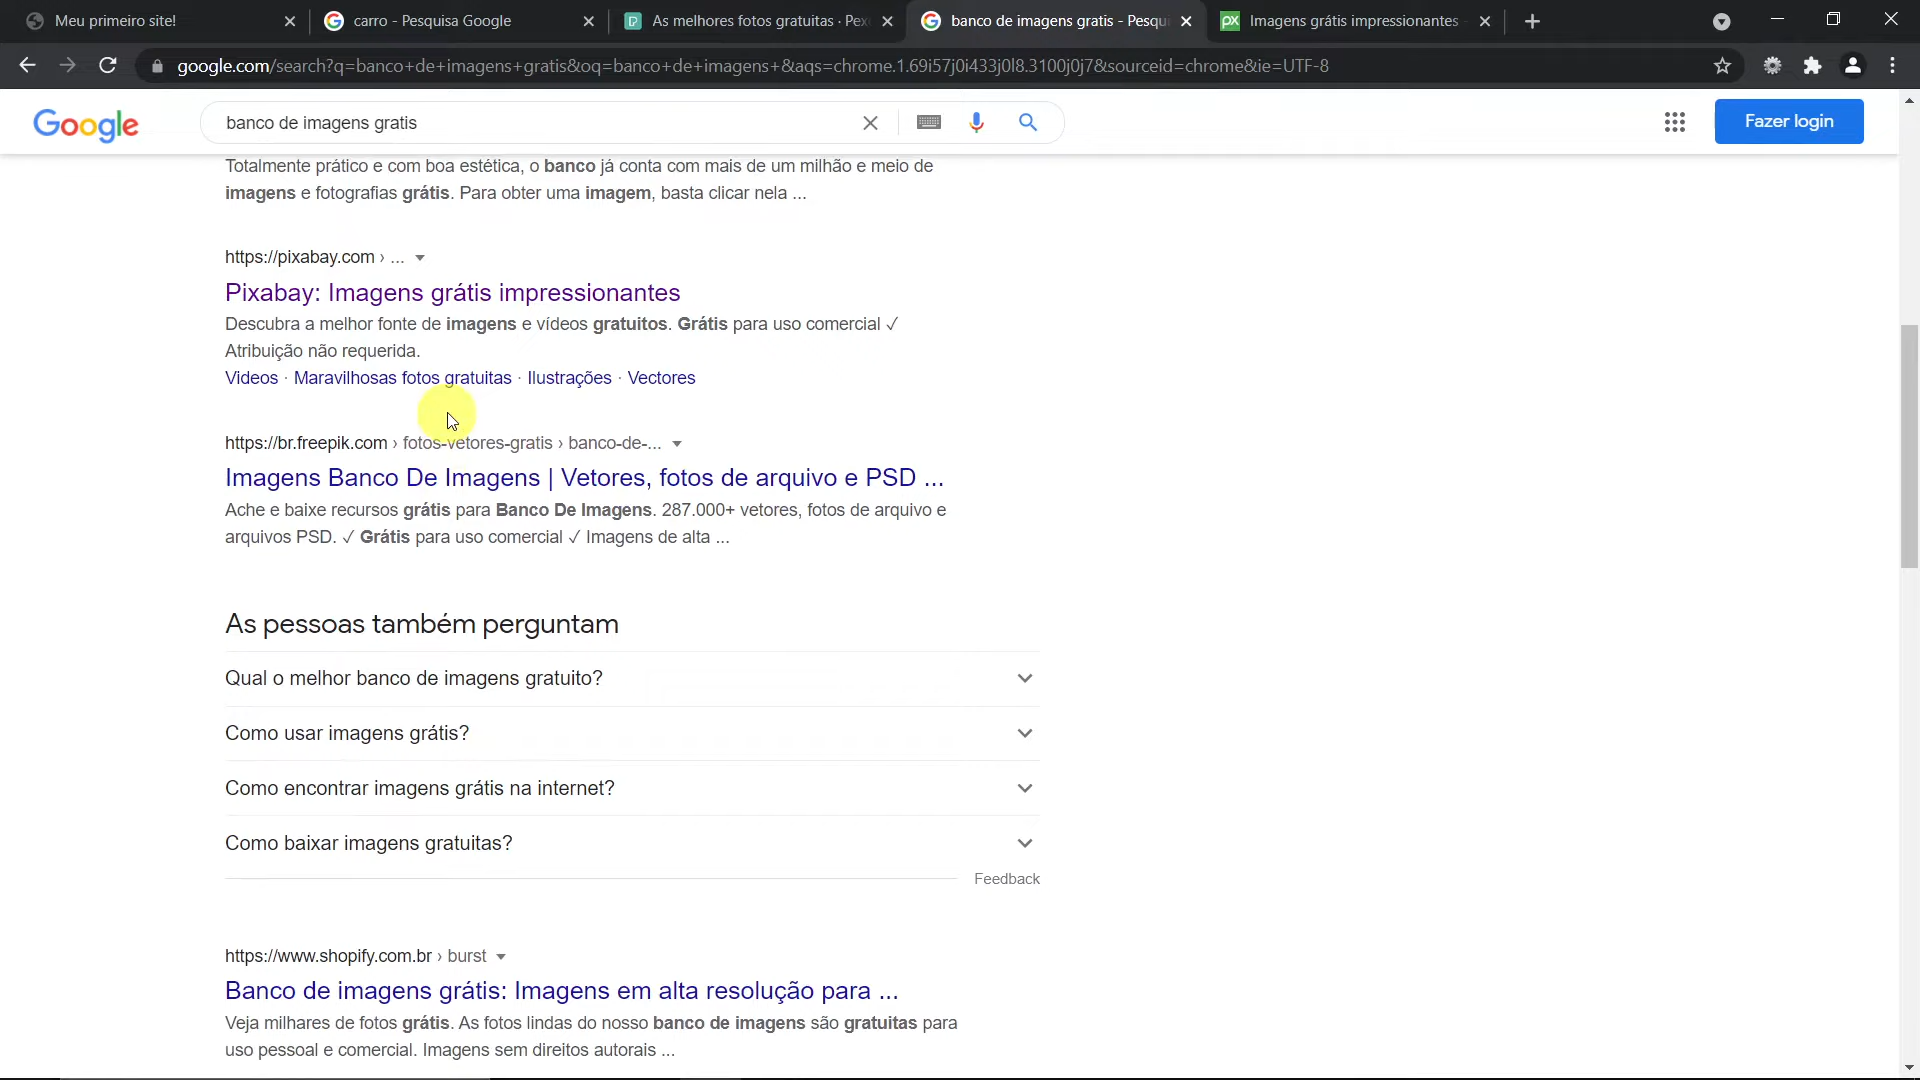 Meu primeiro site!
carro - Pesquisa Google
As melhores fotos gratuitas · Pex
banco de imagens gratis - Pesqui
px Imagens grátis impressionantes
google.com/search?q=banco+de+imagens+gratis&oq=banco+de+imagens+&aqs=chrome.1.69i57j0i433j0l8.3100j0j7&sourceid=chrome&ie=UTF-8
Google
banco de imagens gratis
Fazer login
Totalmente prático e com boa estética, o banco já conta com mais de um milhão e meio de
imagens e fotografias grátis. Para obter uma imagem, basta clicar nela ...
https://pixabay.com › ...
Pixabay: Imagens grátis impressionantes
Descubra a melhor fonte de imagens e vídeos gratuitos. Grátis para uso comercial ✓
Atribuição não requerida.
Videos · Maravilhosas fotos gratuitas · Ilustrações · Vectores
https://br.freepik.com › fotos-vetores-gratis › banco-de-...
Imagens Banco De Imagens | Vetores, fotos de arquivo e PSD ...
Ache e baixe recursos grátis para Banco De Imagens. 287.000+ vetores, fotos de arquivo e
arquivos PSD. ✓ Grátis para uso comercial ✓ Imagens de alta ...
As pessoas também perguntam
Qual o melhor banco de imagens gratuito?
Como usar imagens grátis?
Como encontrar imagens grátis na internet?
Como baixar imagens gratuitas?
Feedback
https://www.shopify.com.br › burst
Banco de imagens grátis: Imagens em alta resolução para ...
Veja milhares de fotos grátis. As fotos lindas do nosso banco de imagens são gratuitas para
uso pessoal e comercial. Imagens sem direitos autorais ...